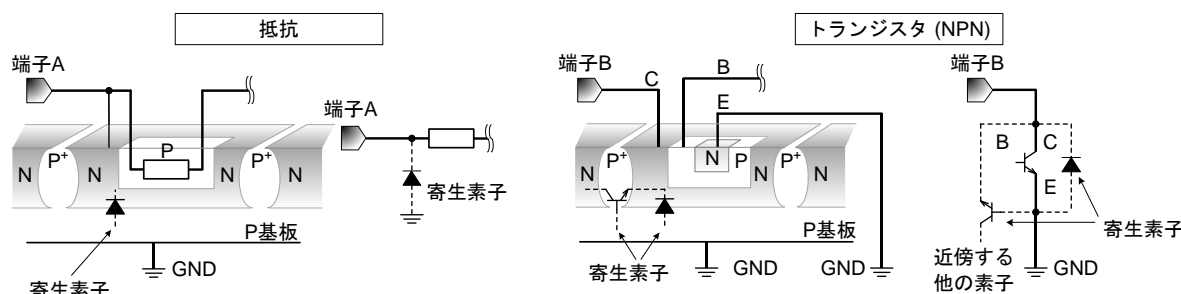 抵抗
トランジスタ (NPN)
端子A
端子A
端子B
C
B
E
端子B
N
P+
N
P
N
P+
N
寄生素子
N
P+
N
N
P
N
P+
N
B
C
E
寄生素子
P基板
GND
寄生素子
P基板
寄生素子
GND
GND
近傍する
他の素子
GND